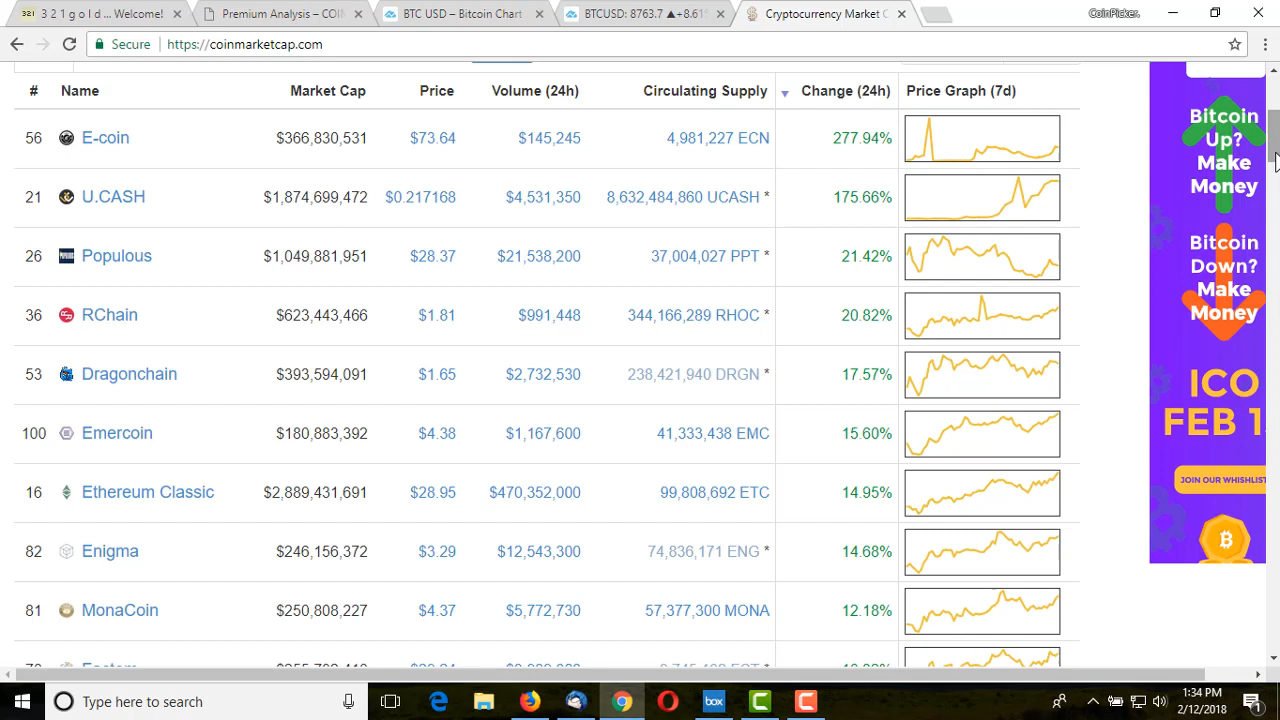 3 2 1 g o l d ... Welcome!
Premium Analysis – COIN
BTC USD – Bitcoin Chart
BTCUSD: 8763.7 ▲+8.61
Cryptocurrency Market C
CoinPicker.
Secure
https://coinmarketcap.com
# Name Market Cap Price Volume (24h) Circulating Supply Change (24h) Price Graph (7d)
56 E-coin $366,830,531 $73.64 $145,245 4,981,227 ECN 277.94%
21 U.CASH $1,874,699,472 $0.217168 $4,531,350 8,632,484,860 UCASH * 175.66%
26 Populous $1,049,881,951 $28.37 $21,538,200 37,004,027 PPT * 21.42%
36 RChain $623,443,466 $1.81 $991,448 344,166,289 RHOC * 20.82%
53 Dragonchain $393,594,091 $1.65 $2,732,530 238,421,940 DRGN * 17.57%
100 Emercoin $180,883,392 $4.38 $1,167,600 41,333,438 EMC 15.60%
16 Ethereum Classic $2,889,431,691 $28.95 $470,352,000 99,808,692 ETC 14.95%
82 Enigma $246,156,372 $3.29 $12,543,300 74,836,171 ENG * 14.68%
81 MonaCoin $250,808,227 $4.37 $5,772,730 57,377,300 MONA 12.18%
Bitcoin
Up?
Make
Money
Bitcoin
Down?
Make
Money
ICO
FEB 1
JOIN OUR WHISHLIST
Type here to search
box
1:34 PM
2/12/2018
1